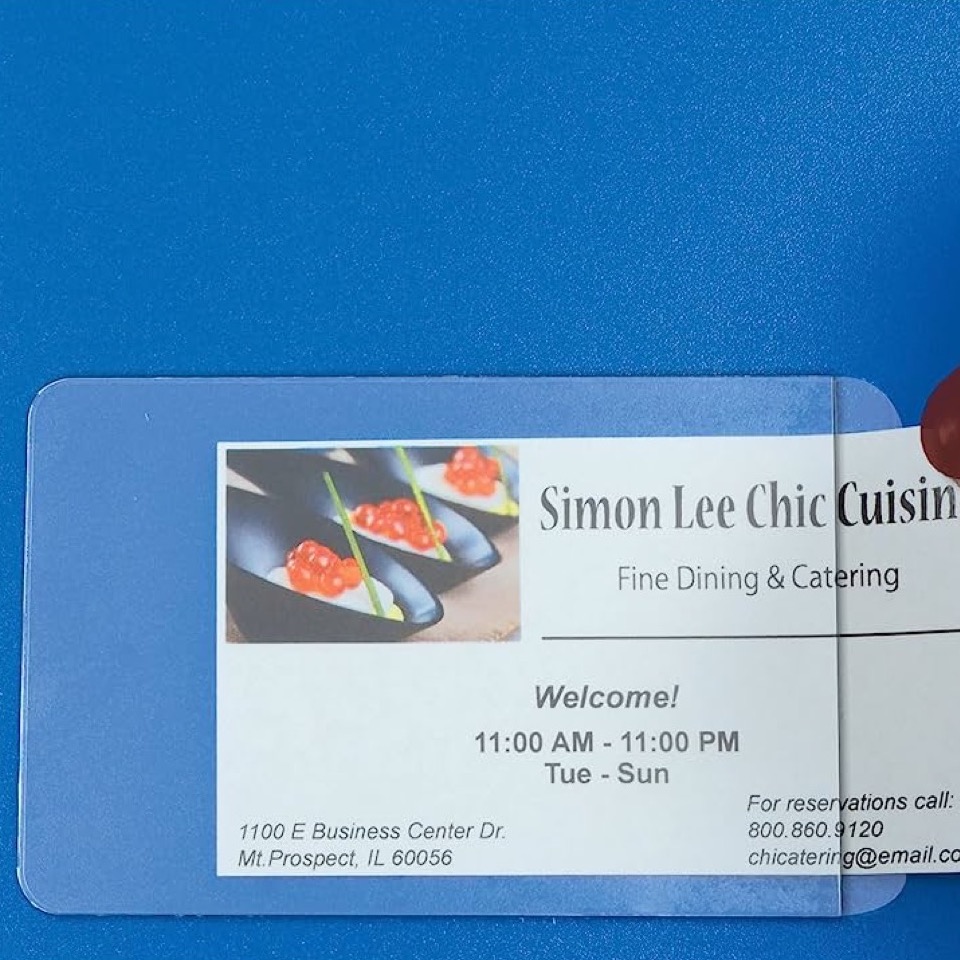 Simon Lee Chic Cuisin
Fine Dining & Catering
Welcome!
11:00 AM - 11:00 PM
Tue - Sun
1100 E Business Center Dr.
Mt.Prospect, IL 60056
For reservations call:
800.860.9120
chicatering@email.co